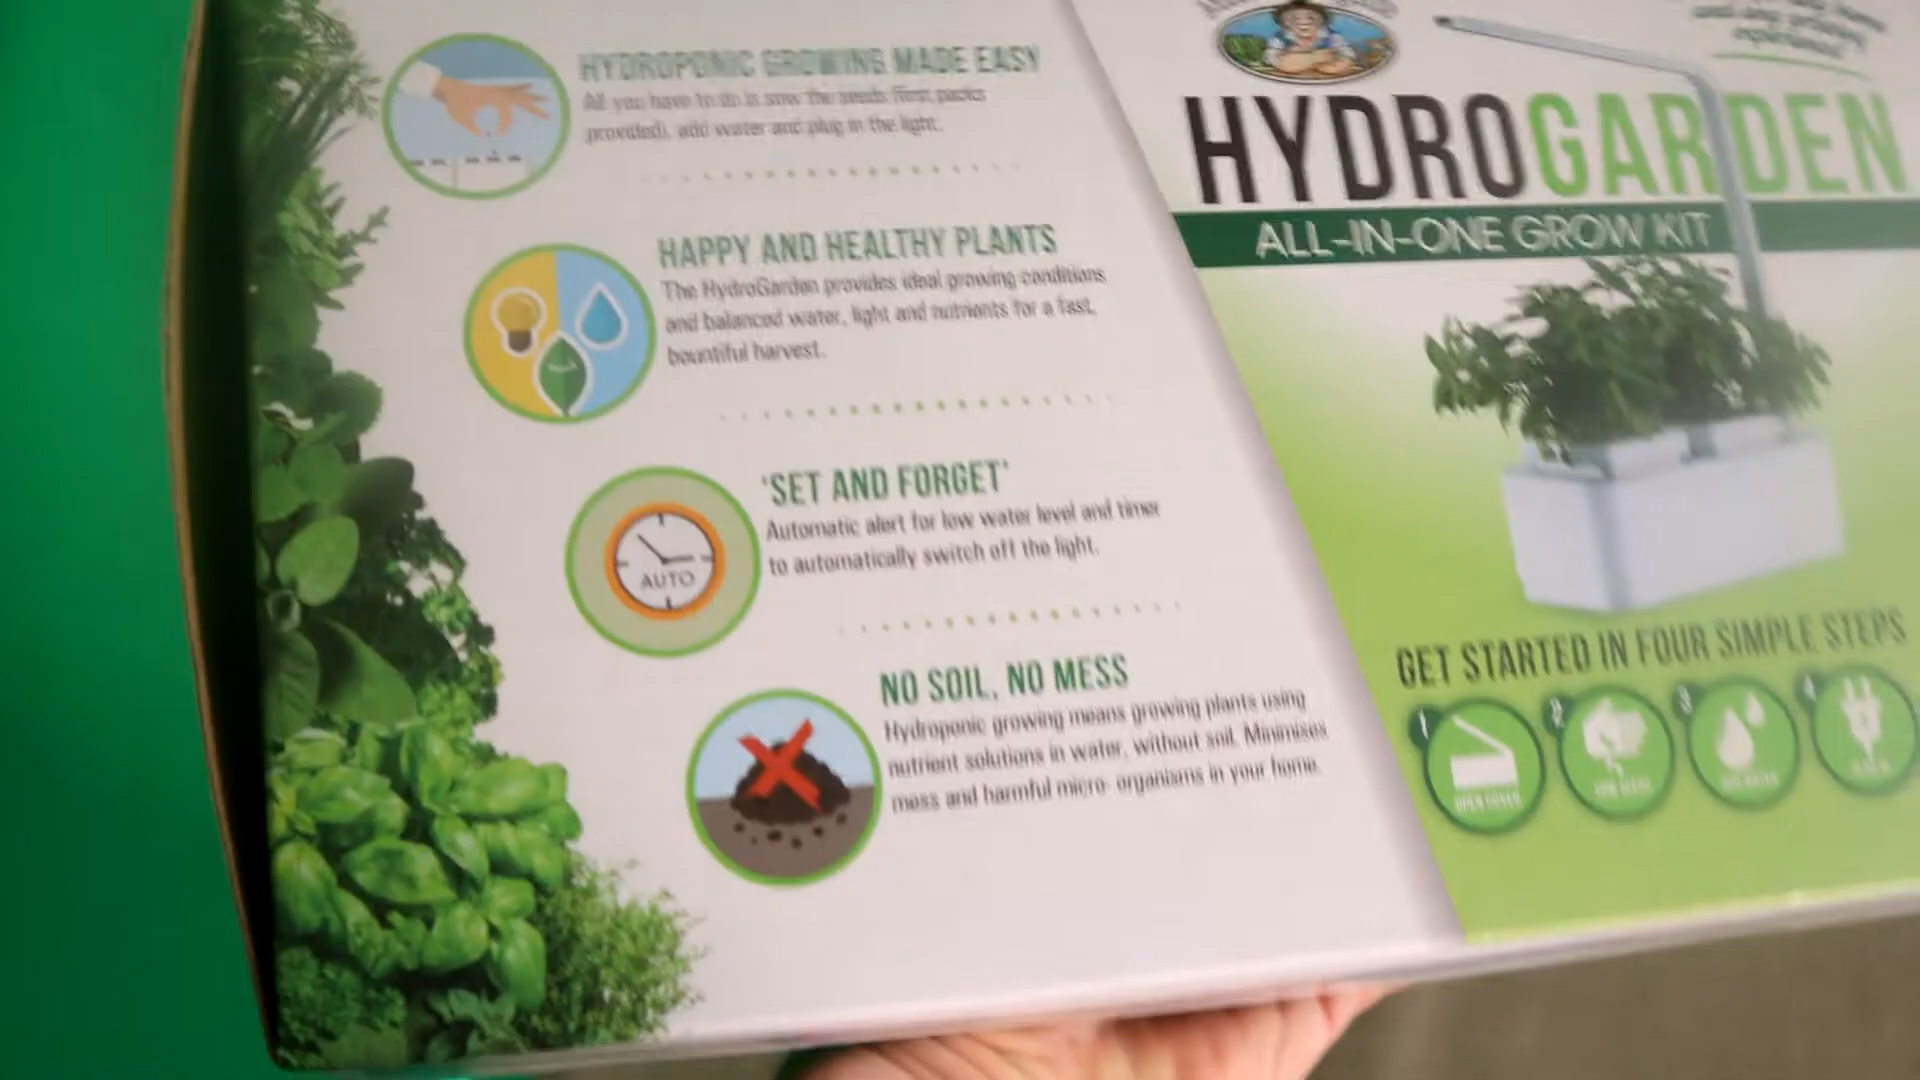 HYDROPONIC GROWING MADE EASY
All you have to do is sow the seeds (first packs
provided), add water and plug in the light.
HAPPY AND HEALTHY PLANTS
The HydroGarden provides ideal growing conditions
and balanced water, light and nutrients for a fast,
bountiful harvest.
'SET AND FORGET'
Automatic alert for low water level and timer
to automatically switch off the light.
AUTO
NO SOIL, NO MESS
Hydroponic growing means growing plants using
nutrient solutions in water, without soil. Minimises
mess and harmful micro- organisms in your home.
HYDROGARDEN
ALL-IN-ONE GROW KIT
GET STARTED IN FOUR SIMPLE STEPS
1
2
3
4
OPEN COVER